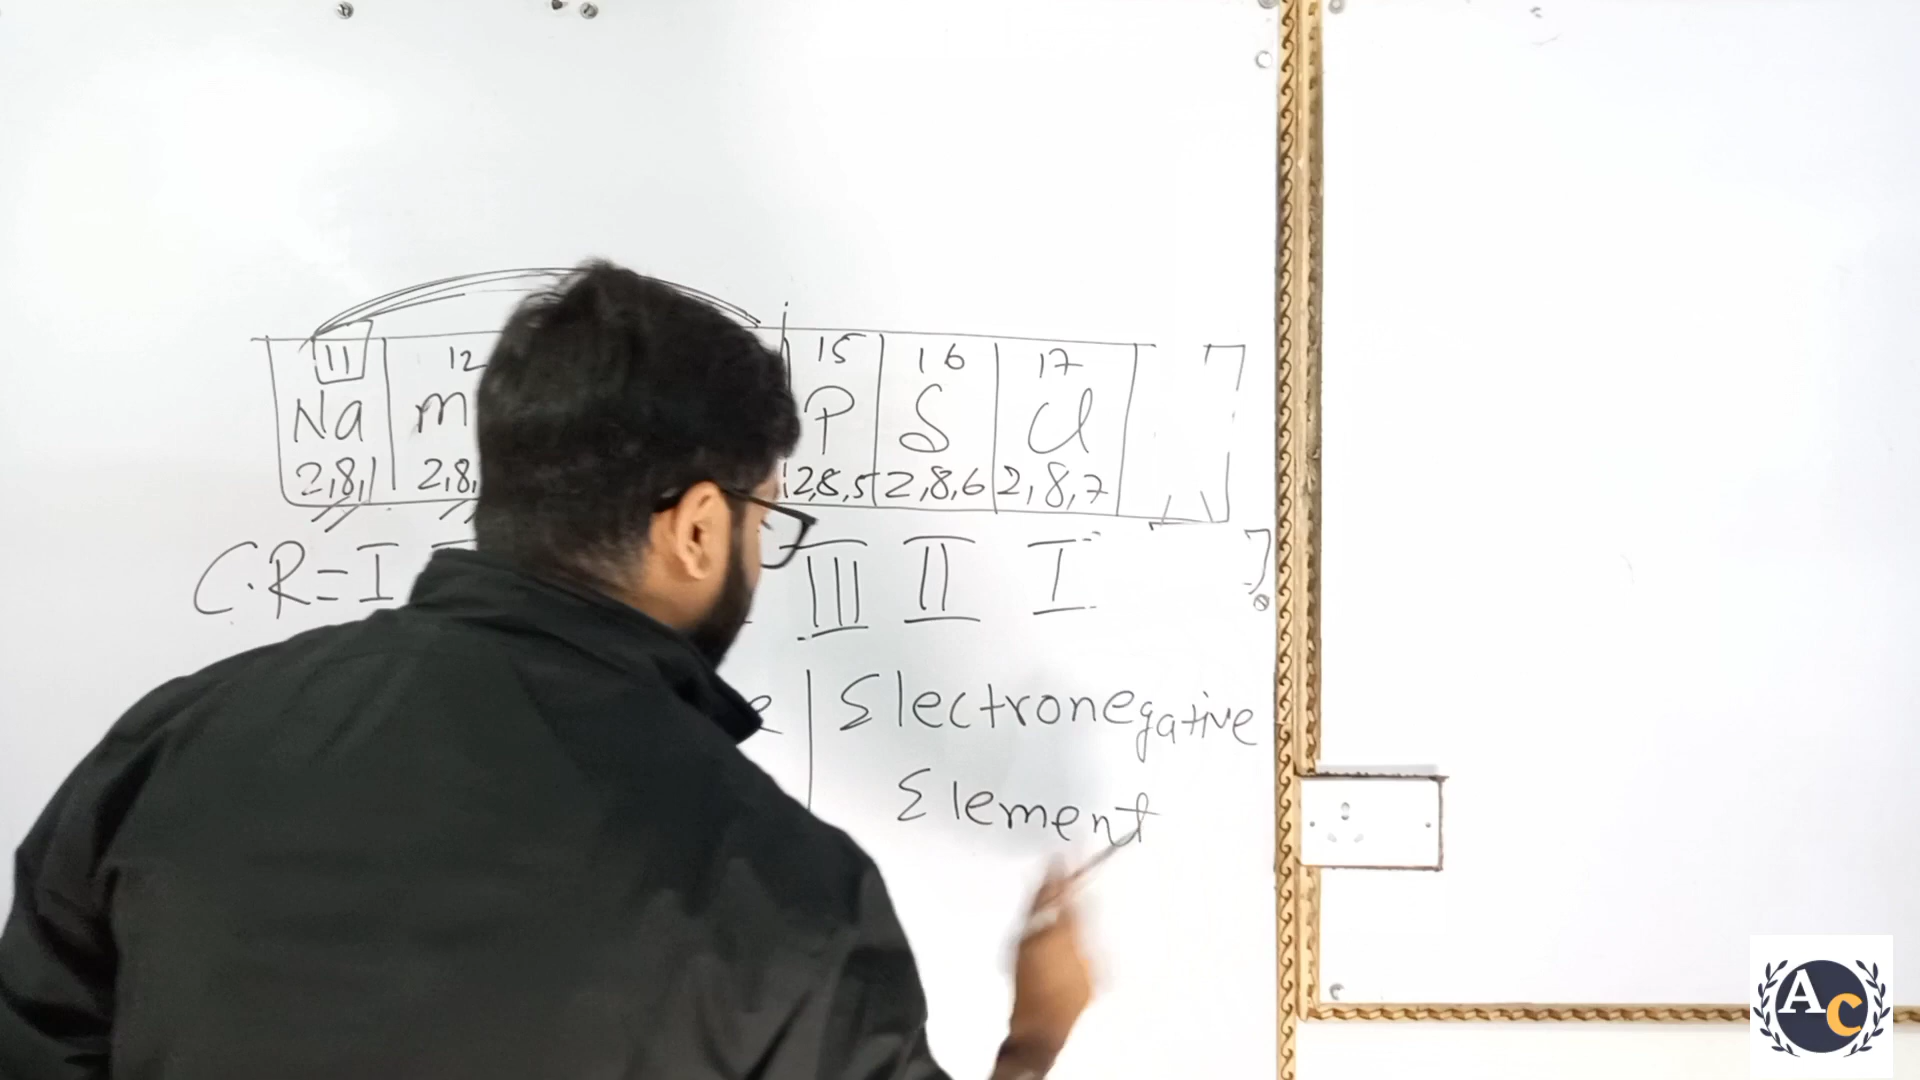 11 12 15 16 17
Na m P S Cl
2,8,1 2,8, 2,8,5 2,8,6 2,8,7
C.R=I III II I
Electronegative
Element
AC